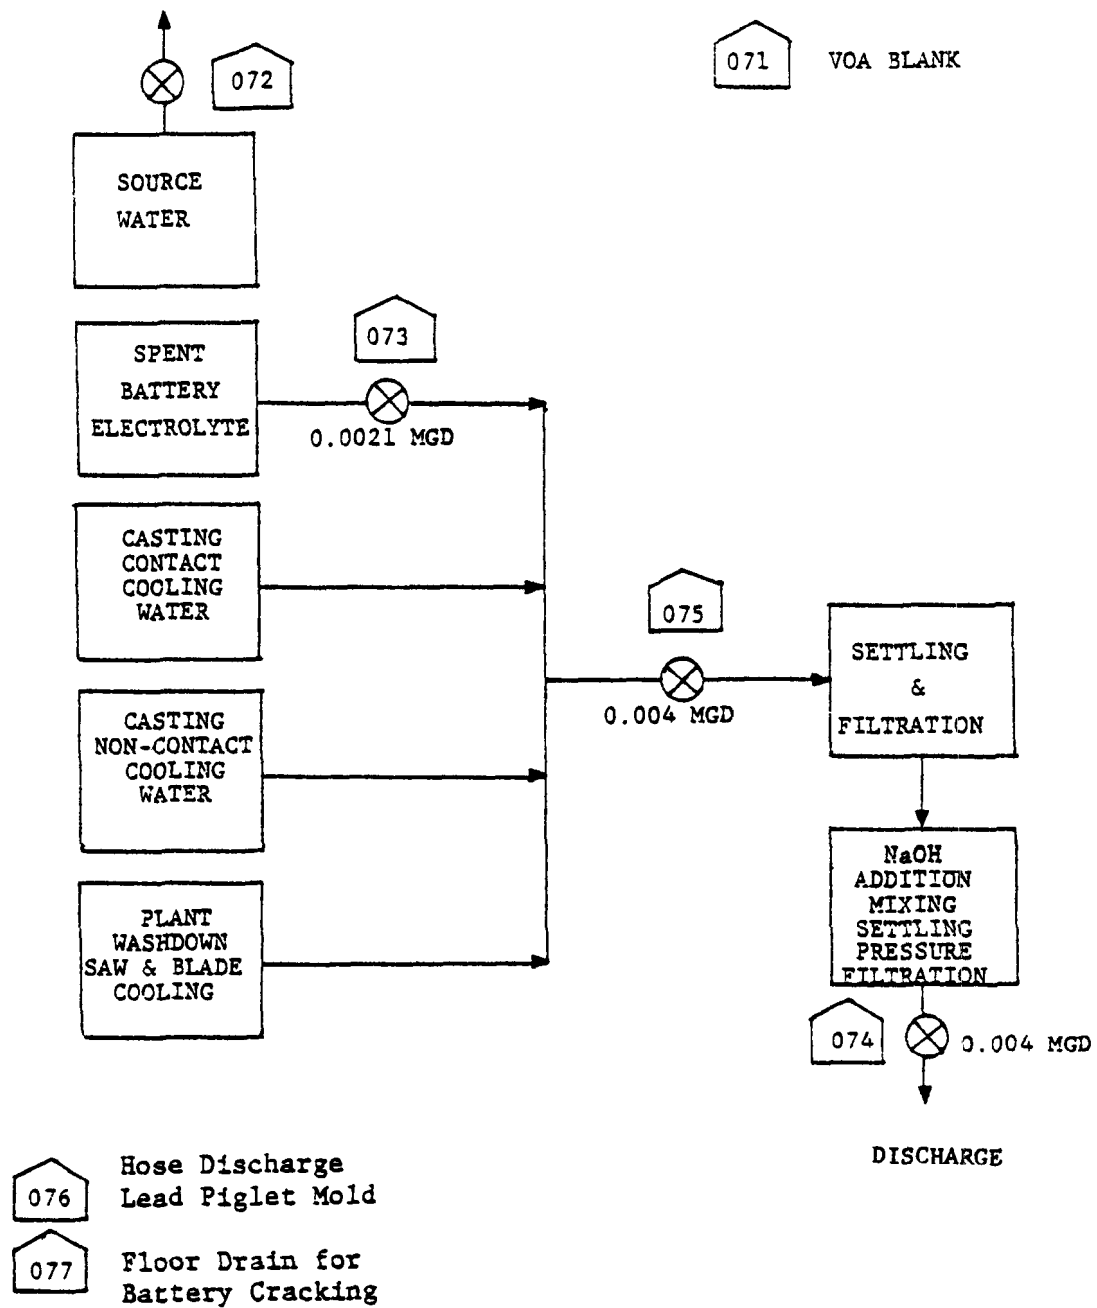 072
071
VOA BLANK
SOURCE
WATER
073
SPENT
BATTERY
ELECTROLYTE
0.0021 MGD
CASTING
CONTACT
COOLING
WATER
075
0.004 MGD
SETTLING
&
FILTRATION
CASTING
NON-CONTACT
COOLING
WATER
NaOH
ADDITION
MIXING
SETTLING
PRESSURE
FILTRATION
PLANT
WASHDOWN
SAW & BLADE
COOLING
074
0.004 MGD
DISCHARGE
076
Hose Discharge
Lead Piglet Mold
077
Floor Drain for
Battery Cracking